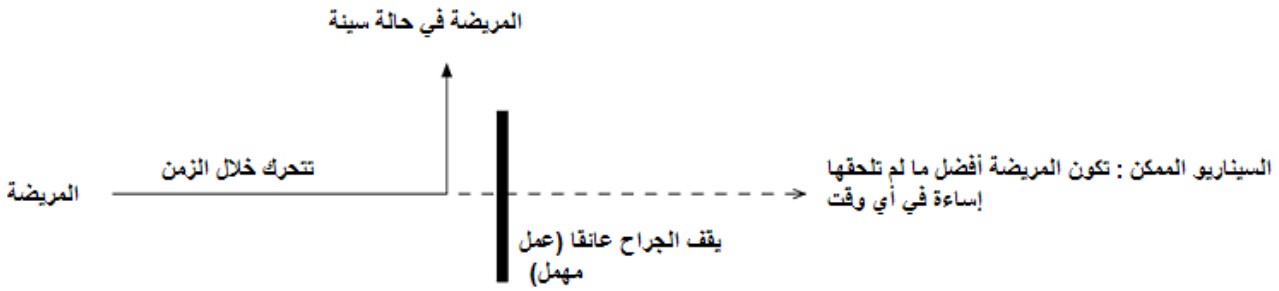 المريضة في حالة سيئة
تتحرك خلال الزمن
المريضة
السيناريو الممكن : تكون المريضة أفضل ما لم تلحقها
إساءة في أي وقت
يقف الجراح عائقا (عمل
مهمل)